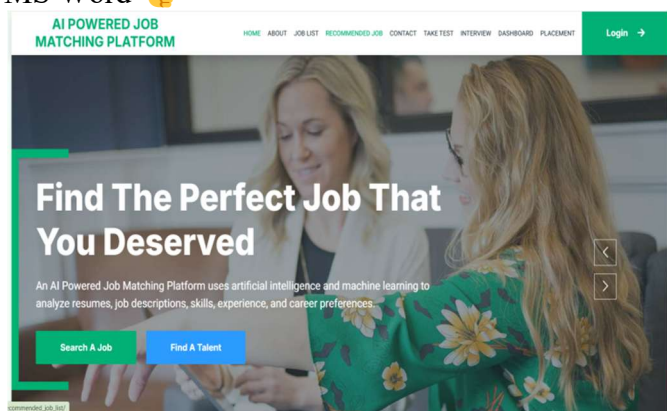 MS Word
AI POWERED JOB
MATCHING PLATFORM
HOME ABOUT JOB LIST RECOMMENDED JOB CONTACT TAKE TEST INTERVIEW DASHBOARD PLACEMENT
Login →
Find The Perfect Job That
You Deserved
An AI Powered Job Matching Platform uses artificial intelligence and machine learning to
analyze resumes, job descriptions, skills, experience, and career preferences.
Search A Job
Find A Talent
commended_job_list/